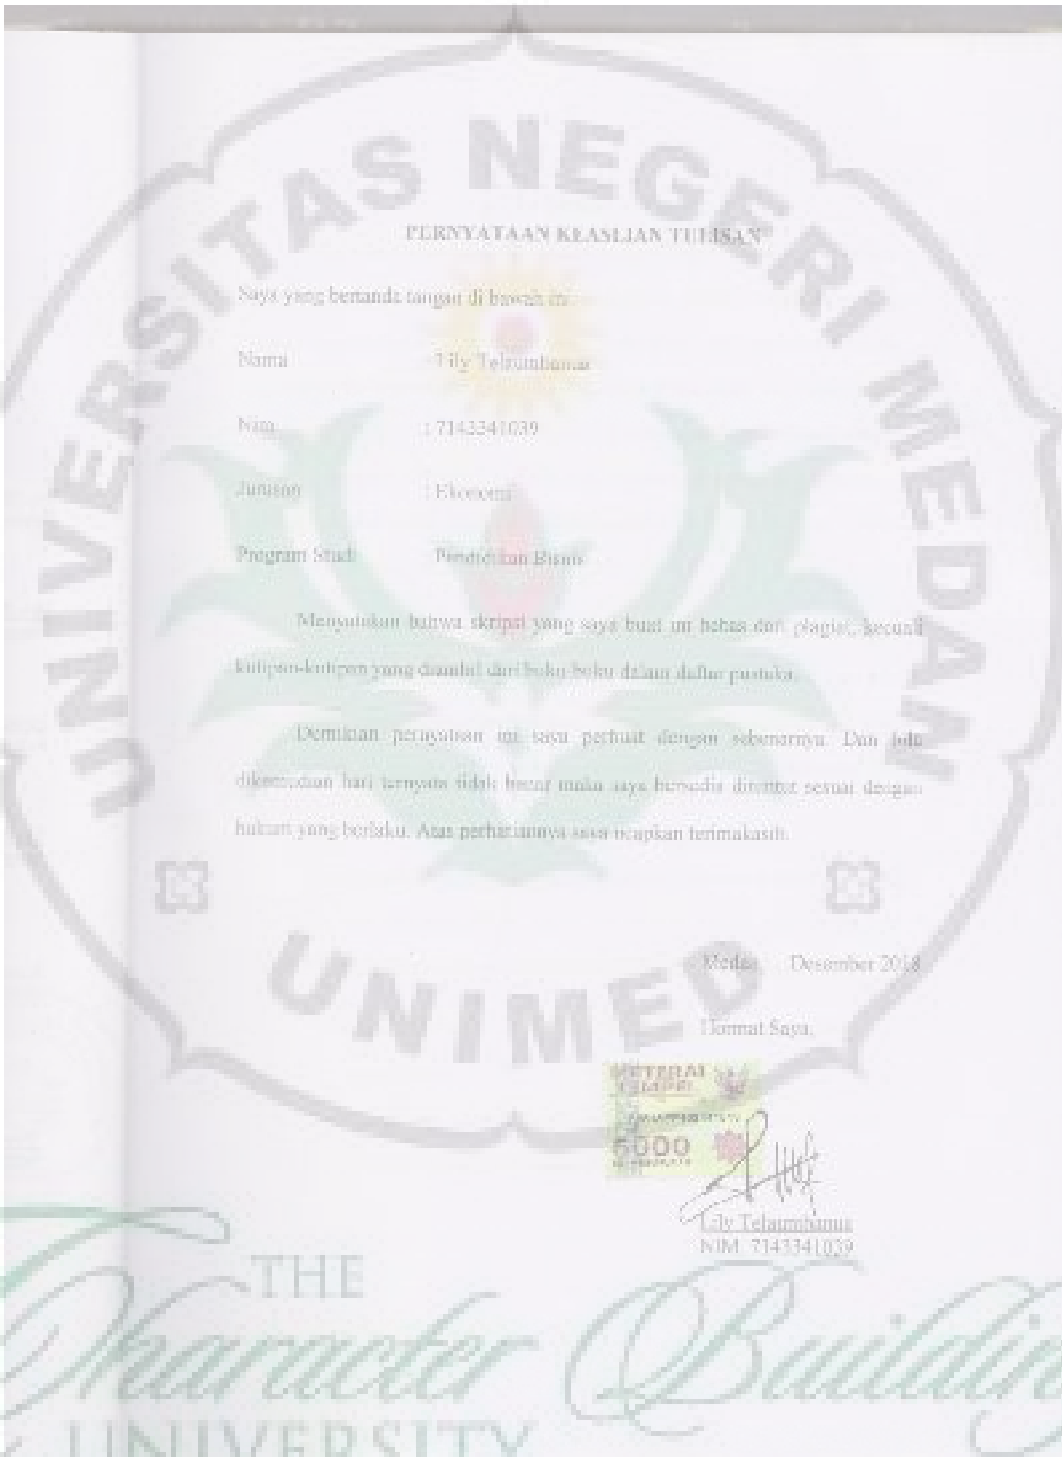 UNIVERSITAS NEGERI MEDAN
PERNYATAAN KEASLIAN TULISAN
Saya yang bertanda tangan di bawah ini
Nama : Lily Telaumbanua
Nim : 7143341039
Jurusan : Ekonomi
Program Studi Pendidikan Bisnis
Menyatakan bahwa skripsi yang saya buat ini bebas dari plagiat, kecuali
kutipan-kutipan yang diambil dari buku-buku dalam daftar pustaka.
Demikian pernyataan ini saya perbuat dengan sebenarnya. Dan jika
dikemudian hari ternyata tidak benar maka saya bersedia dituntut sesuai dengan
hukum yang berlaku. Atas perhatiannya saya ucapkan terimakasih.
UNIMED
Medan, Desember 2018
Hormat Saya,
METERAI
TEMPEL
6000
Lily Telaumbanua
NIM. 7143341039
THE
Character Building
UNIVERSITY